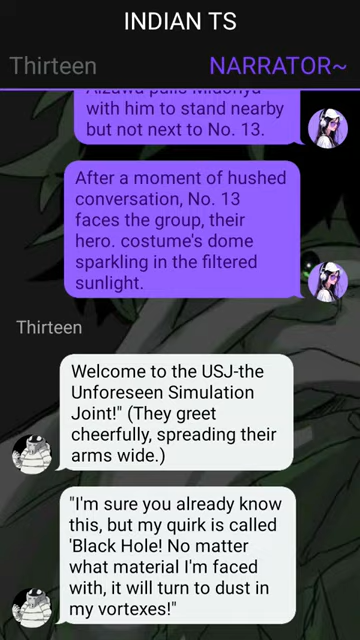 INDIAN TS
Thirteen
NARRATOR~
Aizawa pulls Midoriya
with him to stand nearby
but not next to No. 13.
After a moment of hushed
conversation, No. 13
faces the group, their
hero. costume's dome
sparkling in the filtered
sunlight.
Thirteen
Welcome to the USJ-the
Unforeseen Simulation
Joint!" (They greet
cheerfully, spreading their
arms wide.)
"I'm sure you already know
this, but my quirk is called
'Black Hole! No matter
what material I'm faced
with, it will turn to dust in
my vortexes!"